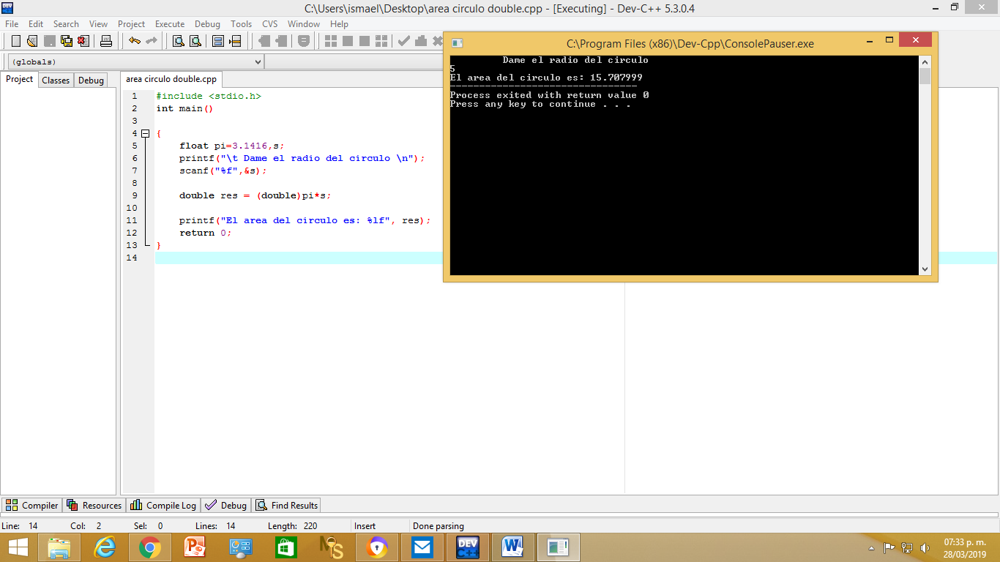 C:\Users\ismael\Desktop\area circulo double.cpp - [Executing] - Dev-C++ 5.3.0.4
File Edit Search View Project Execute Debug Tools CVS Window Help
(globals)
Project Classes Debug
area circulo double.cpp
1 #include <stdio.h>
2 int main()
3
4 {
5 float pi=3.1416,s;
6 printf("\t Dame el radio del circulo \n");
7 scanf("%f",&s);
8
9 double res = (double)pi*s;
10
11 printf("El area del circulo es: %lf", res);
12 return 0;
13 }
14
C:\Program Files (x86)\Dev-Cpp\ConsolePauser.exe
Dame el radio del circulo
5
El area del circulo es: 15.707999
--------------------------------
Process exited with return value 0
Press any key to continue . . .
Compiler Resources Compile Log Debug Find Results
Line: 14 Col: 2 Sel: 0 Lines: 14 Length: 220 Insert Done parsing
DEV C++
07:33 p. m.
28/03/2019